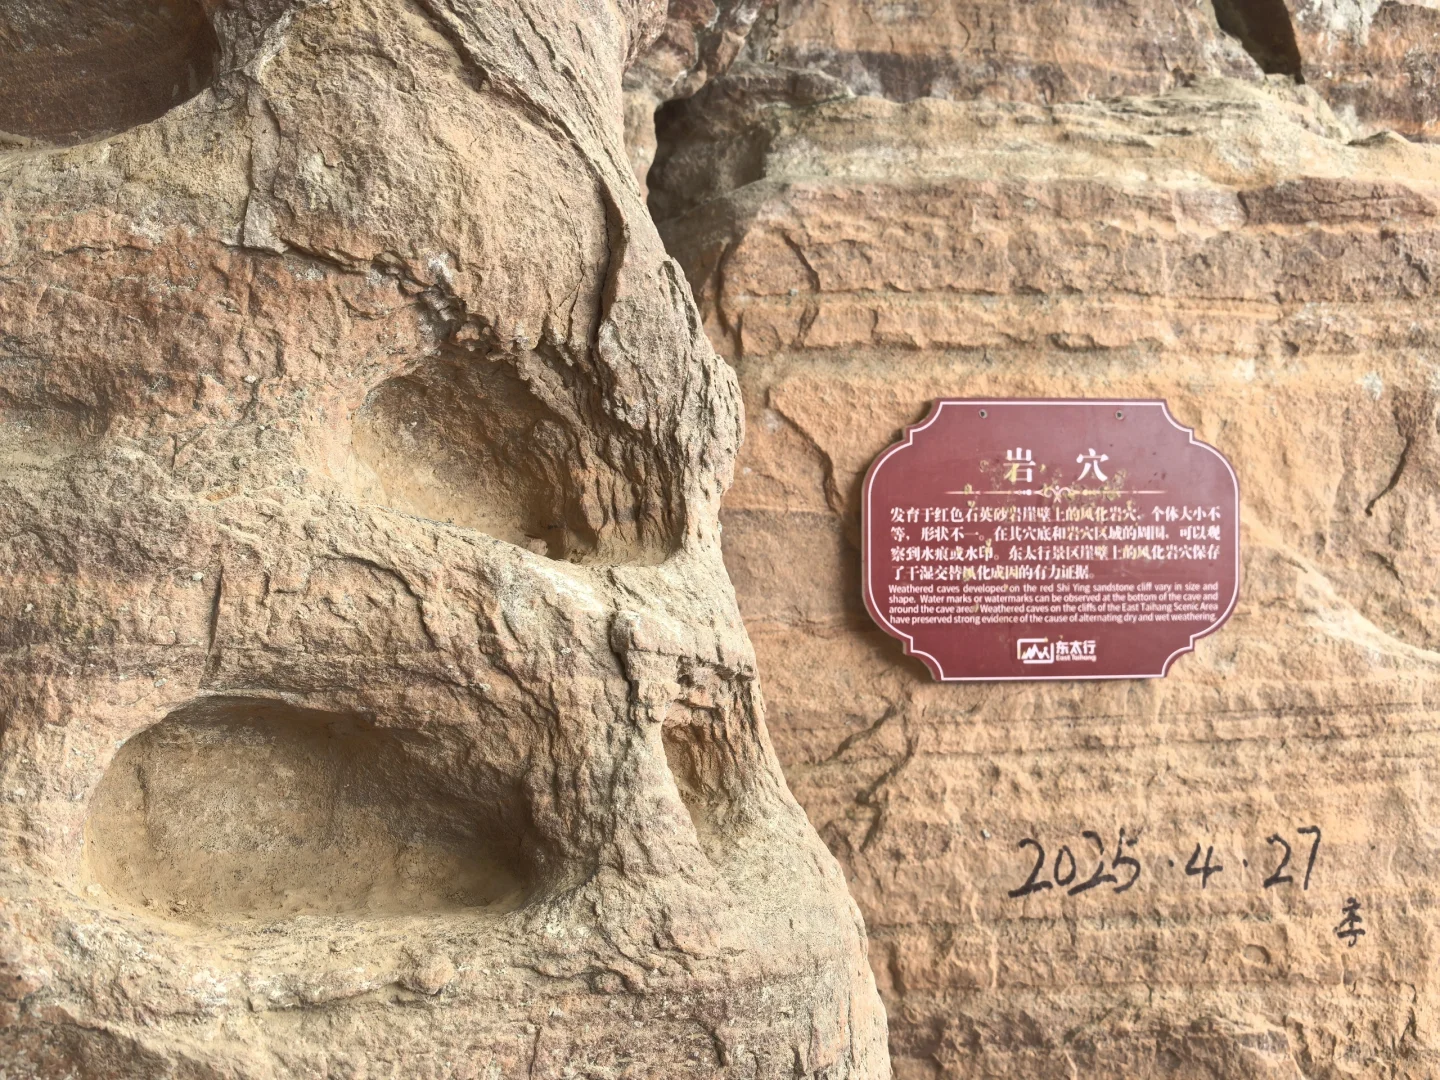 岩穴
发育于红色石英砂岩崖壁上的风化岩穴，个体大小不
等，形状不一。在其穴底和岩穴区域的周围，可以观
察到水痕或水印。东太行景区崖壁上的风化岩穴保存
了干湿交替风化成因的有力证据。
Weathered caves developed on the red Shi Ying sandstone cliff vary in size and
shape. Water marks or watermarks can be observed at the bottom of the cave and
around the cave area. Weathered caves on the cliffs of the East Taihang Scenic Area
have preserved strong evidence of the cause of alternating dry and wet weathering.
东太行
East Taihang
2025.4.27
李